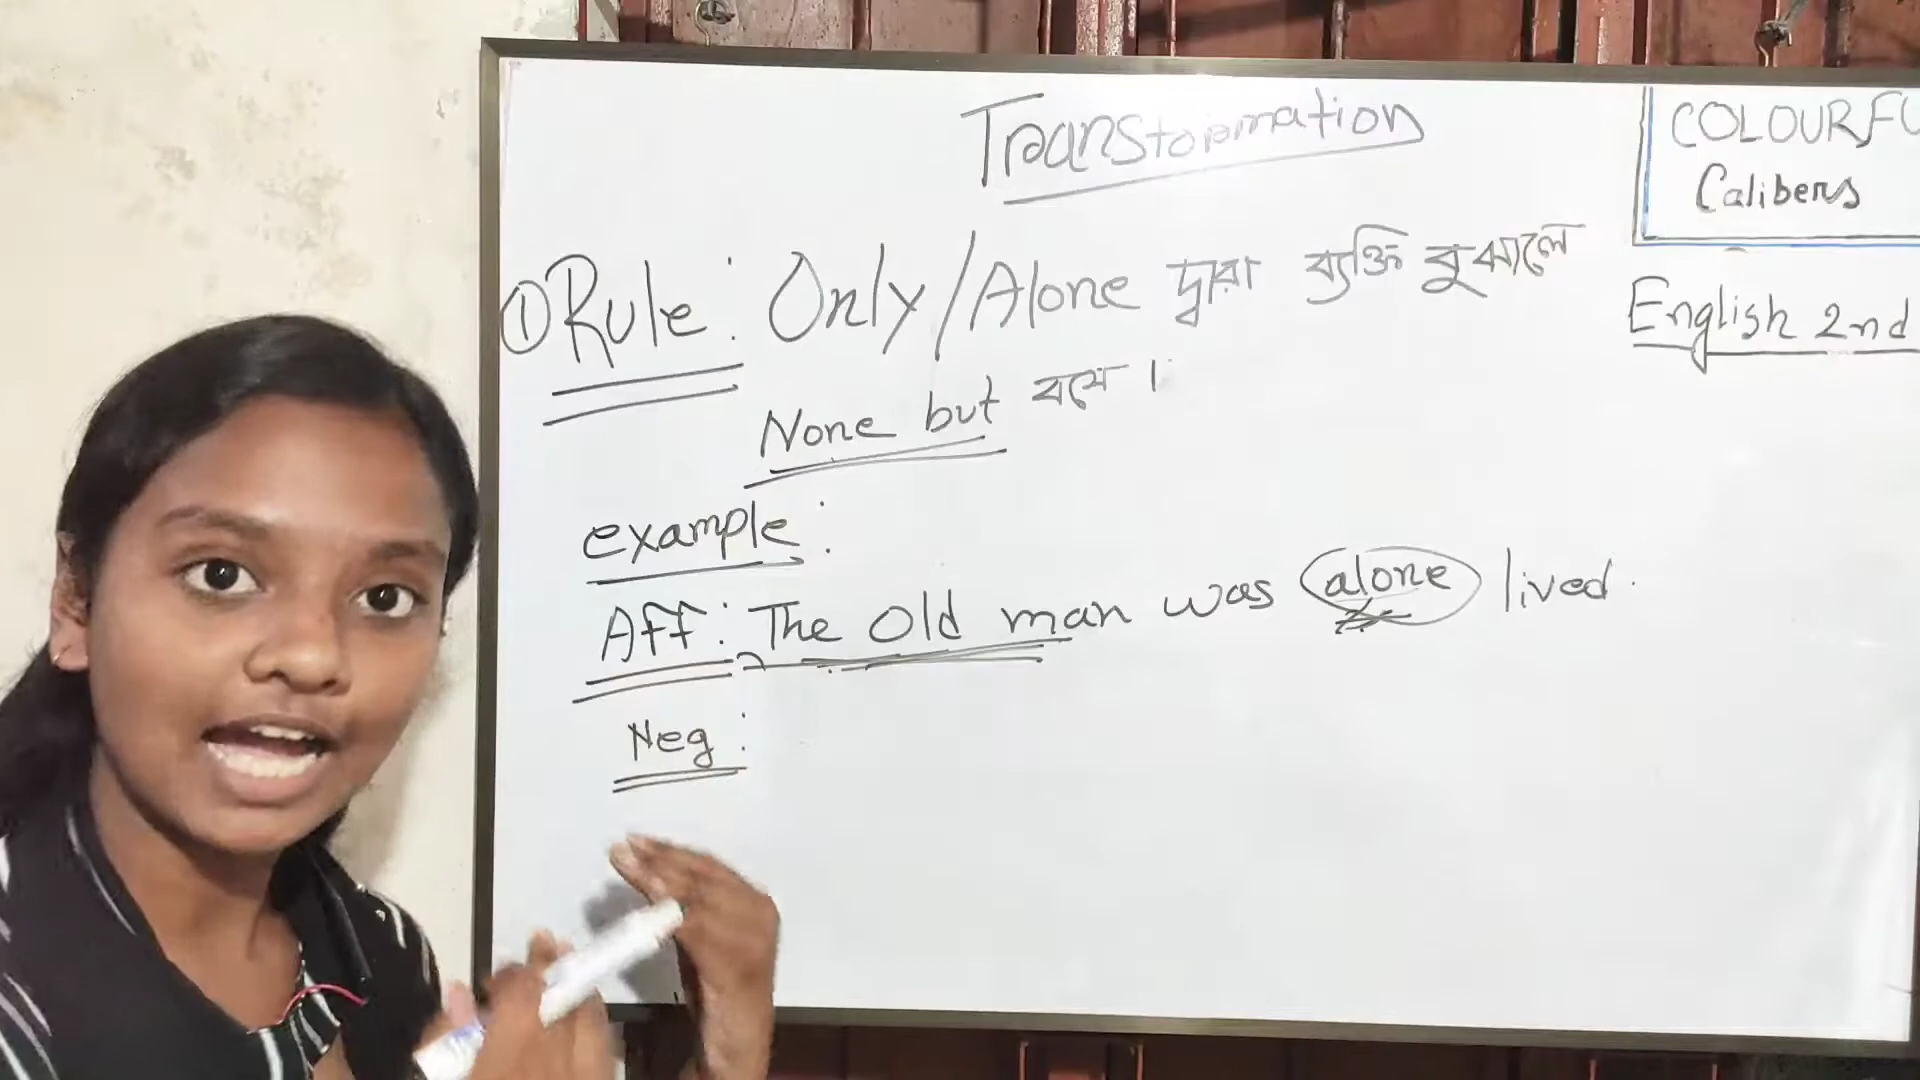 Transformation
COLOURFU
Calibers
English 2nd
① Rule: Only/Alone দ্বারা ব্যক্তি বুঝালে
None but বসে।
example:
Aff: The Old man was alone lived.
Neg: